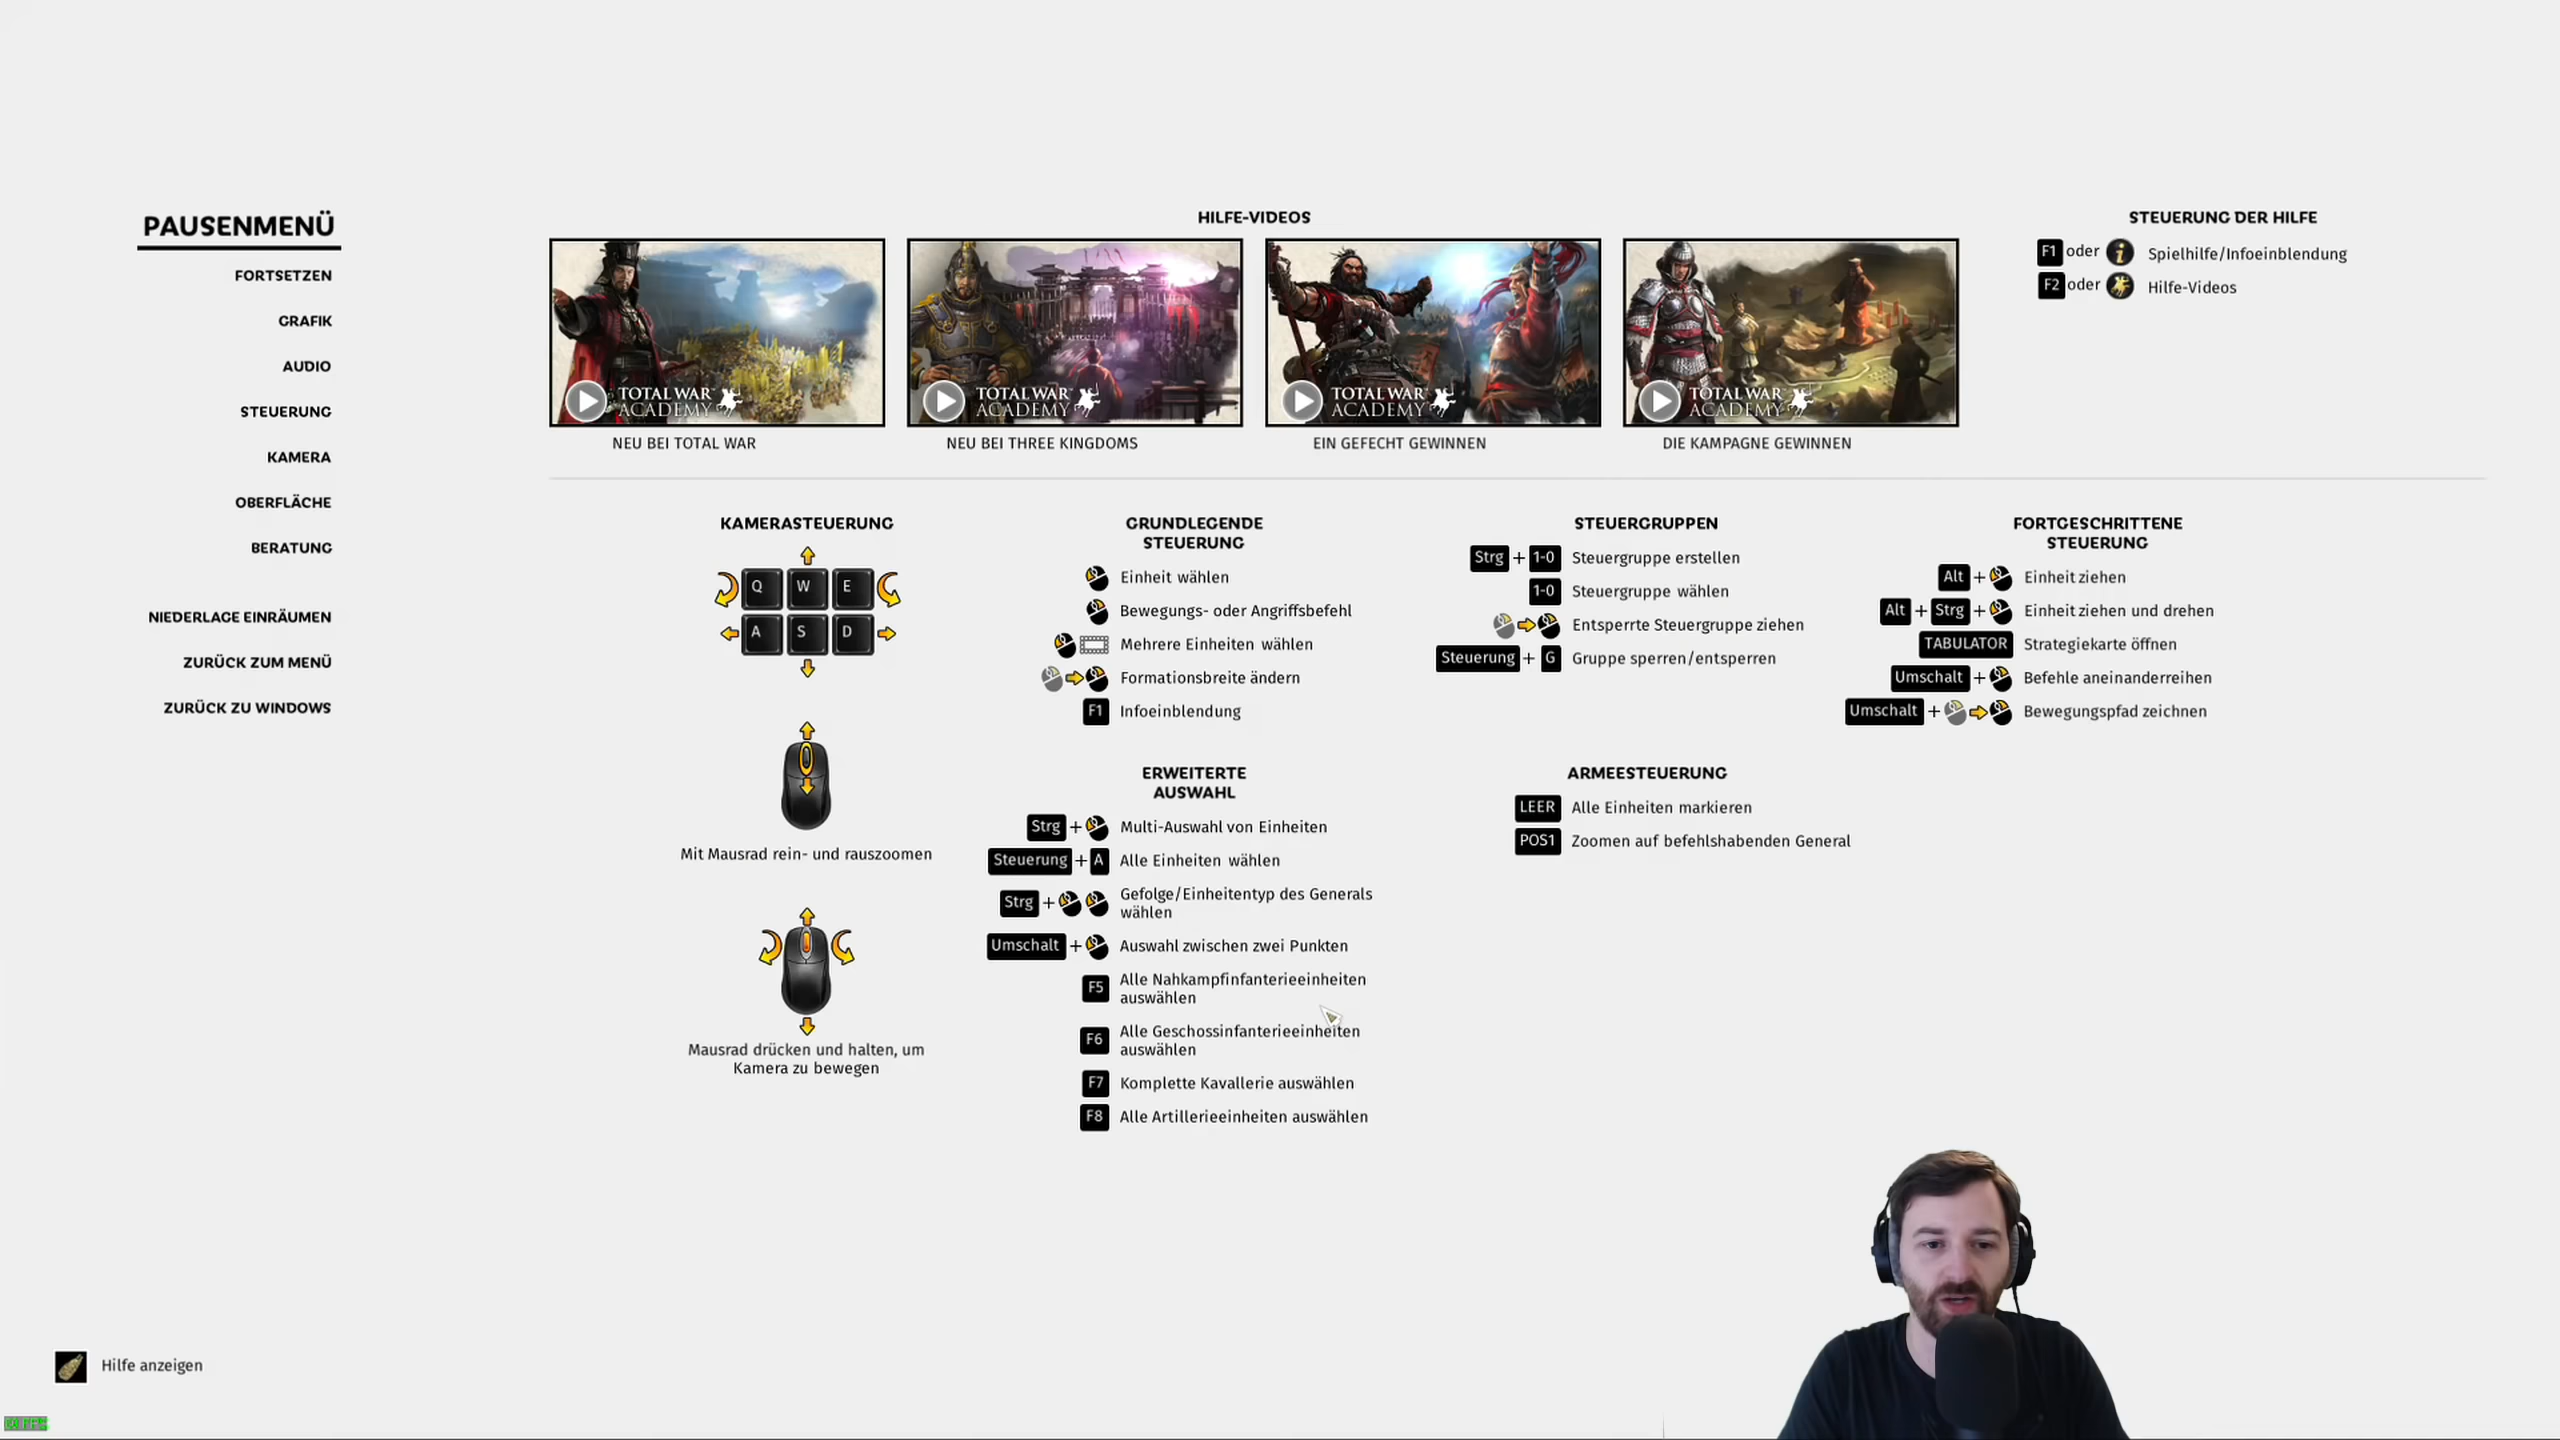 PAUSENMENÜ
FORTSETZEN
GRAFIK
AUDIO
STEUERUNG
KAMERA
OBERFLÄCHE
BERATUNG
NIEDERLAGE EINRÄUMEN
ZURÜCK ZUM MENÜ
ZURÜCK ZU WINDOWS
HILFE-VIDEOS
TOTAL WAR
ACADEMY
NEU BEI TOTAL WAR
TOTAL WAR
ACADEMY
NEU BEI THREE KINGDOMS
TOTAL WAR
ACADEMY
EIN GEFECHT GEWINNEN
TOTAL WAR
ACADEMY
DIE KAMPAGNE GEWINNEN
STEUERUNG DER HILFE
F1 oder Spielhilfe/Infoeinblendung
F2 oder Hilfe-Videos
KAMERASTEUERUNG
Q W E
A S D
Mit Mausrad rein- und rauszoomen
Mausrad drücken und halten, um
Kamera zu bewegen
GRUNDLEGENDE
STEUERUNG
Einheit wählen
Bewegungs- oder Angriffsbefehl
Mehrere Einheiten wählen
Formationsbreite ändern
F1 Infoeinblendung
ERWEITERTE
AUSWAHL
Strg + Multi-Auswahl von Einheiten
Steuerung + A Alle Einheiten wählen
Strg + Gefolge/Einheitentyp des Generals
wählen
Umschalt + Auswahl zwischen zwei Punkten
F5 Alle Nahkampfinfanterieeinheiten
auswählen
F6 Alle Geschossinfanterieeinheiten
auswählen
F7 Komplette Kavallerie auswählen
F8 Alle Artillerieeinheiten auswählen
STEUERGRUPPEN
Strg + 1-0 Steuergruppe erstellen
1-0 Steuergruppe wählen
Entsperrte Steuergruppe ziehen
Steuerung + G Gruppe sperren/entsperren
ARMEESTEUERUNG
LEER Alle Einheiten markieren
POS1 Zoomen auf befehlshabenden General
FORTGESCHRITTENE
STEUERUNG
Alt + Einheit ziehen
Alt + Strg + Einheit ziehen und drehen
TABULATOR Strategiekarte öffnen
Umschalt + Befehle aneinanderreihen
Umschalt + Bewegungspfad zeichnen
Hilfe anzeigen